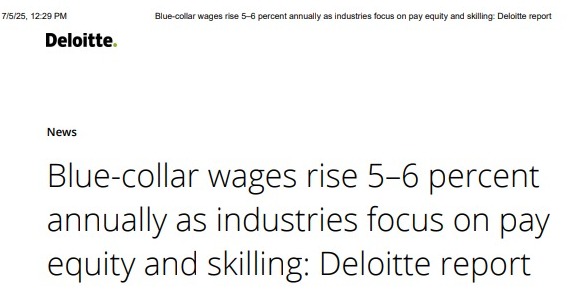 7/5/25, 12:29 PM Blue-collar wages rise 5–6 percent annually as industries focus on pay equity and skilling: Deloitte report
Deloitte.
News
Blue-collar wages rise 5–6 percent
annually as industries focus on pay
equity and skilling: Deloitte report